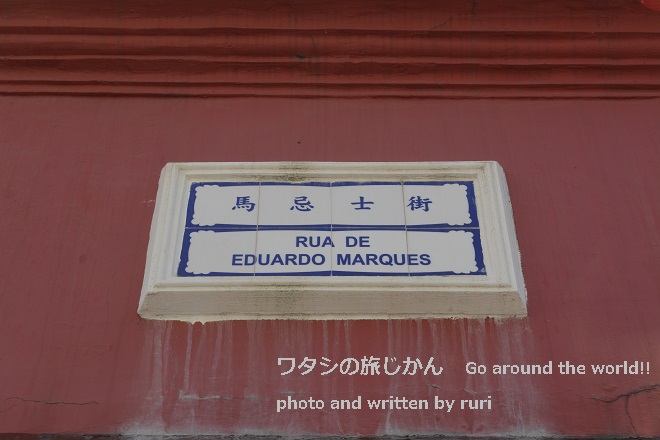 馬忌士街
RUA DE
EDUARDO MARQUES
ワタシの旅じかん Go around the world!!
photo and written by ruri